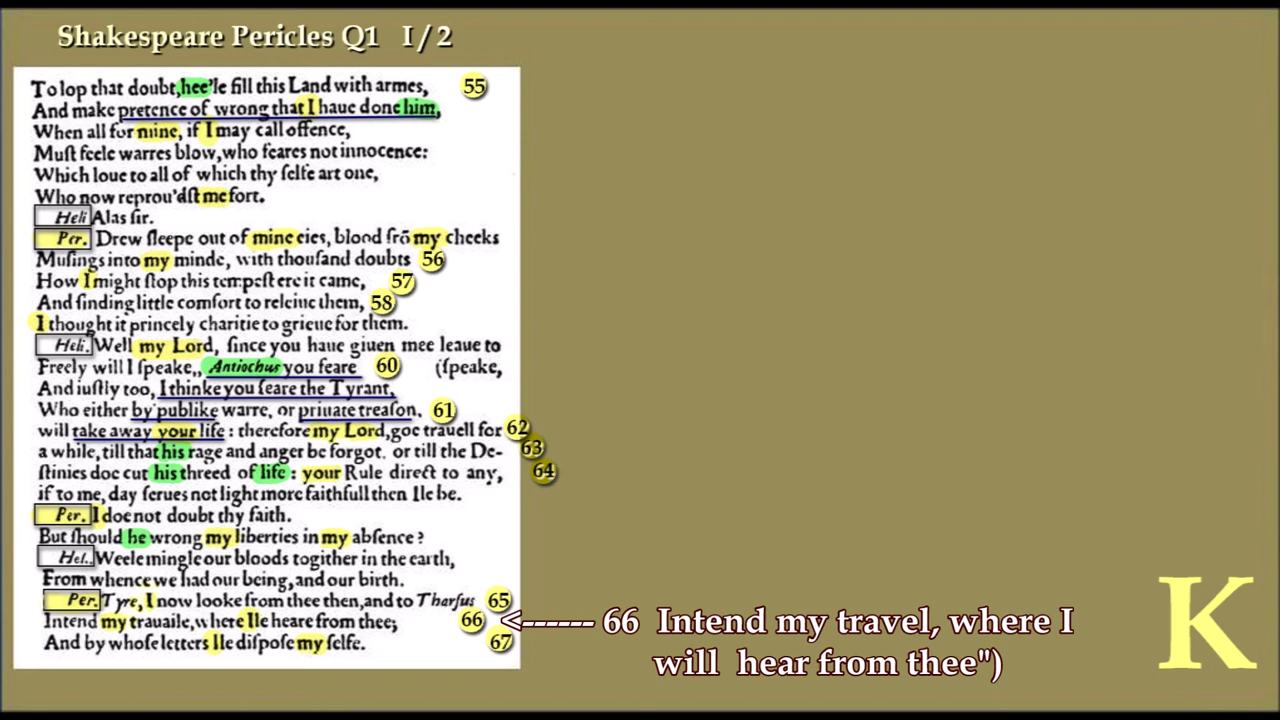 Shakespeare Pericles Q1 I / 2
To lop that doubt, hee'le fill this Land with armes, 55
And make pretence of wrong that I haue done him,
When all for mine, if I may call offence,
Muſt feele warres blow, who feares not innocence:
Which loue to all of which thy ſelfe art one,
Who now reprou'dſt me fort.
Heli Alas ſir.
Per. Drew ſleepe out of mine eies, blood frō my cheeks
Muſings into my minde, with thouſand doubts 56
How I might ſtop this tempeſt ere it came, 57
And finding little comfort to releiue them, 58
I thought it princely charitie to grieue for them.
Heli. Well my Lord, ſince you haue giuen mee leaue to
Freely will I ſpeake,, Antiochus you feare 60 (ſpeake,
And iuſtly too, I thinke you feare the Tyrant,
Who either by publike warre, or priuate treaſon, 61
will take away your life : therefore my Lord, goe trauell for 62
a while, till that his rage and anger be forgot. or till the De- 63
ſtinies doe cut his threed of life : your Rule direct to any, 64
if to me, day ſerues not light more faithfull then Ile be.
Per. I doe not doubt thy faith.
But ſhould he wrong my liberties in my abſence ?
Hel.. Weele mingle our bloods togither in the earth,
From whence we had our being, and our birth.
Per. Tyre, I now looke from thee then, and to Tharſus 65
Intend my trauaile, where Ile heare from thee; 66 <------ 66 Intend my travel, where I
And by whoſe letters Ile diſpoſe my ſelfe. 67
will hear from thee")
K